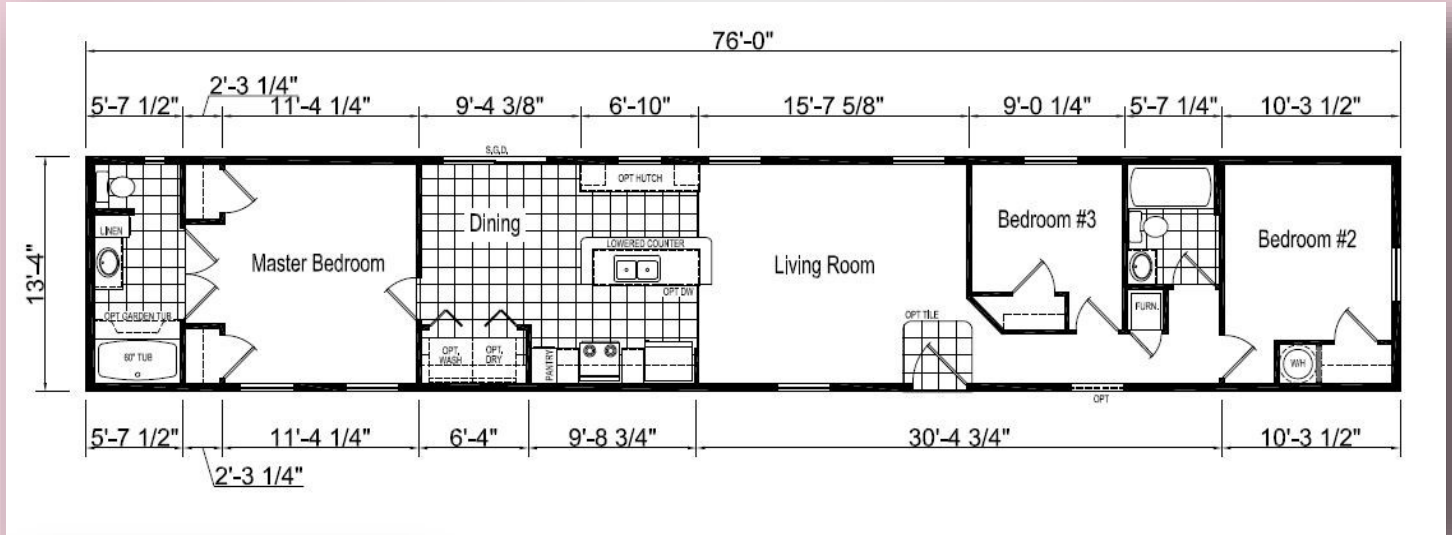 76'-0"
2'-3 1/4"
5'-7 1/2" 11'-4 1/4" 9'-4 3/8" 6'-10" 15'-7 5/8" 9'-0 1/4" 5'-7 1/4" 10'-3 1/2"
S.G.D.
OPT HUTCH
LINEN
Dining
Bedroom #3
Bedroom #2
LOWERED COUNTER
Master Bedroom
Living Room
13'-4"
OPT DW
OPT GARDEN TUB
OPT TILE
FURN.
60" TUB
OPT.
WASH
OPT.
DRY
PANTRY
W/H
OPT
5'-7 1/2" 11'-4 1/4" 6'-4" 9'-8 3/4" 30'-4 3/4" 10'-3 1/2"
2'-3 1/4"